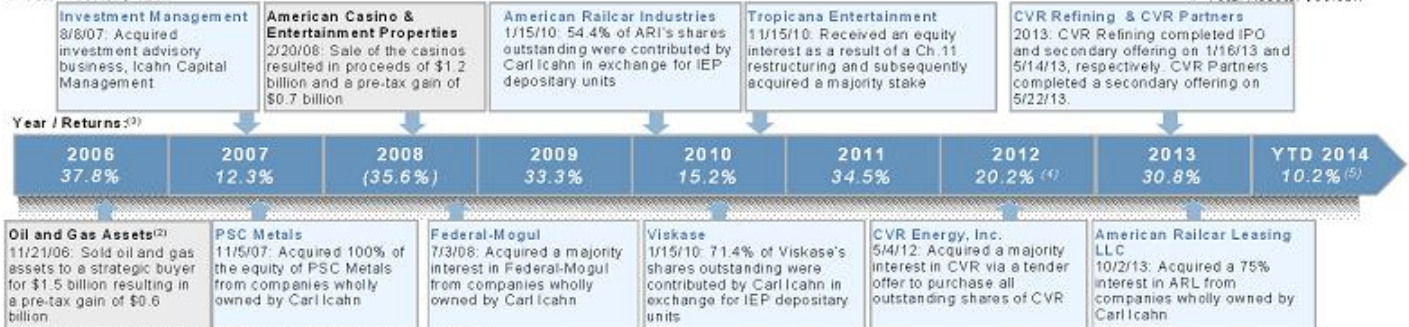 Investment Management
8/8/07: Acquired
investment advisory
business, Icahn Capital
Management
American Casino &
Entertainment Properties
2/20/08: Sale of the casinos
resulted in proceeds of $1.2
billion and a pre-tax gain of
$0.7 billion
American Railcar Industries
1/15/10: 54.4% of ARI's shares
outstanding were contributed by
Carl Icahn in exchange for IEP
depositary units
Tropicana Entertainment
11/15/10: Received an equity
interest as a result of a Ch.11
restructuring and subsequently
acquired a majority stake
CVR Refining & CVR Partners
2013: CVR Refining completed IPO
and secondary offering on 1/16/13 and
5/14/13, respectively. CVR Partners
completed a secondary offering on
5/22/13.
Year / Returns:(3)
2006 2007 2008 2009 2010 2011 2012 2013 YTD 2014
37.8% 12.3% (35.6%) 33.3% 15.2% 34.5% 20.2% (4) 30.8% 10.2% (5)
Oil and Gas Assets(2)
11/21/06: Sold oil and gas
assets to a strategic buyer
for $1.5 billion resulting in
a pre-tax gain of $0.6
billion
PSC Metals
11/5/07: Acquired 100% of
the equity of PSC Metals
from companies wholly
owned by Carl Icahn
Federal-Mogul
7/3/08: Acquired a majority
interest in Federal-Mogul
from companies wholly
owned by Carl Icahn
Viskase
1/15/10: 71.4% of Viskase's
shares outstanding were
contributed by Carl Icahn in
exchange for IEP depositary
units
CVR Energy, Inc.
5/4/12: Acquired a majority
interest in CVR via a tender
offer to purchase all
outstanding shares of CVR
American Railcar Leasing
LLC
10/2/13: Acquired a 75%
interest in ARL from
companies wholly owned by
Carl Icahn